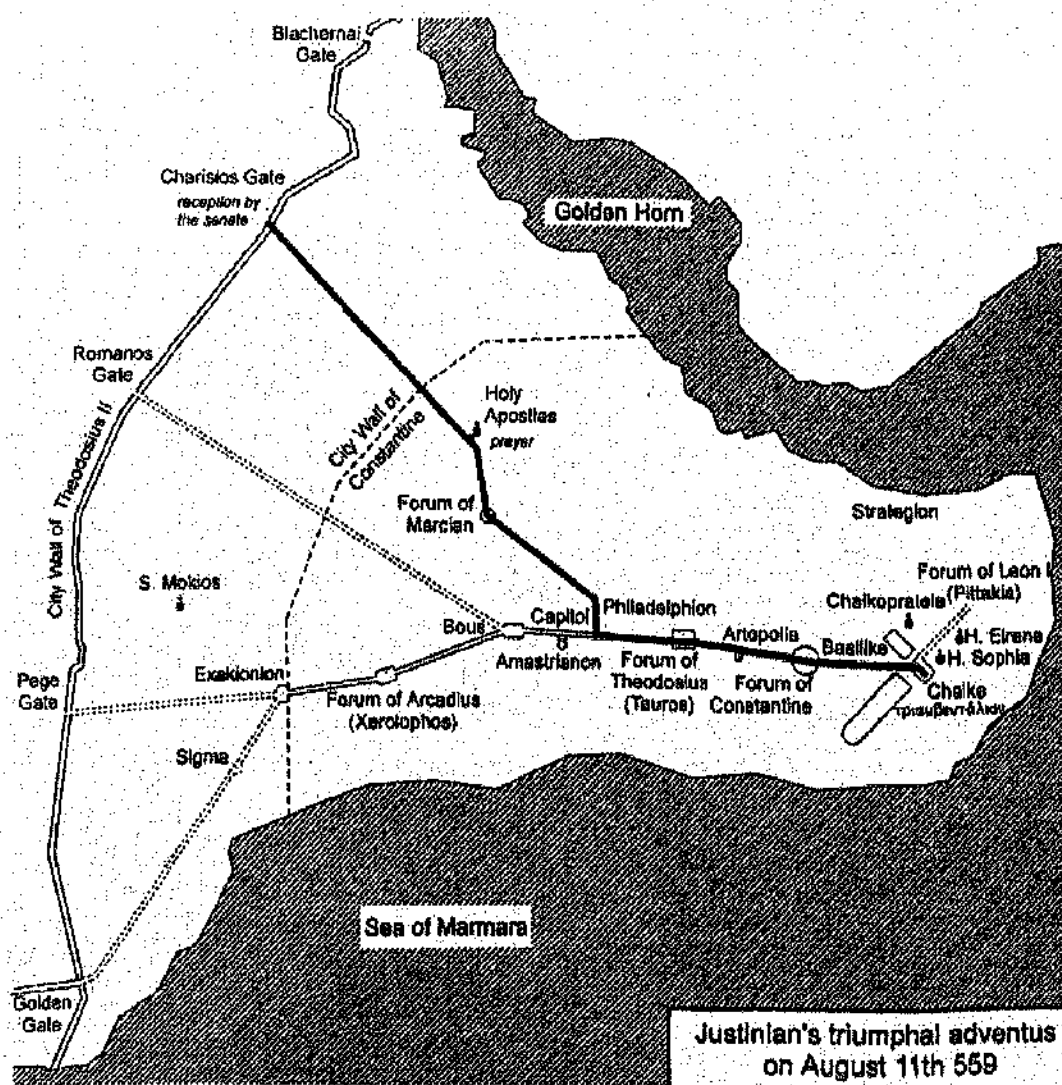 Blachernai
Gate
Charisios Gate
reception by
the senate
Golden Horn
Romanos
Gate
City Wall of Theodosius II
City Wall of
Constantine
Holy
Apostles
prayer
Forum of
Marcian
Strategion
S. Mokios
Forum of Leon I
(Pittakia)
Chalkoprateia
Capitol
Philadelphion
Bous
Artopolia
Basilike
H. Eirene
H. Sophia
Amastrianon
Exokionion
Pege
Gate
Forum of Arcadius
(Xerolophos)
Forum of
Theodosius
(Tauros)
Forum of
Constantine
Chalke
τριουβεντάλιου
Sigma
Sea of Marmara
Golden
Gate
Justinian's triumphal adventus
on August 11th 559